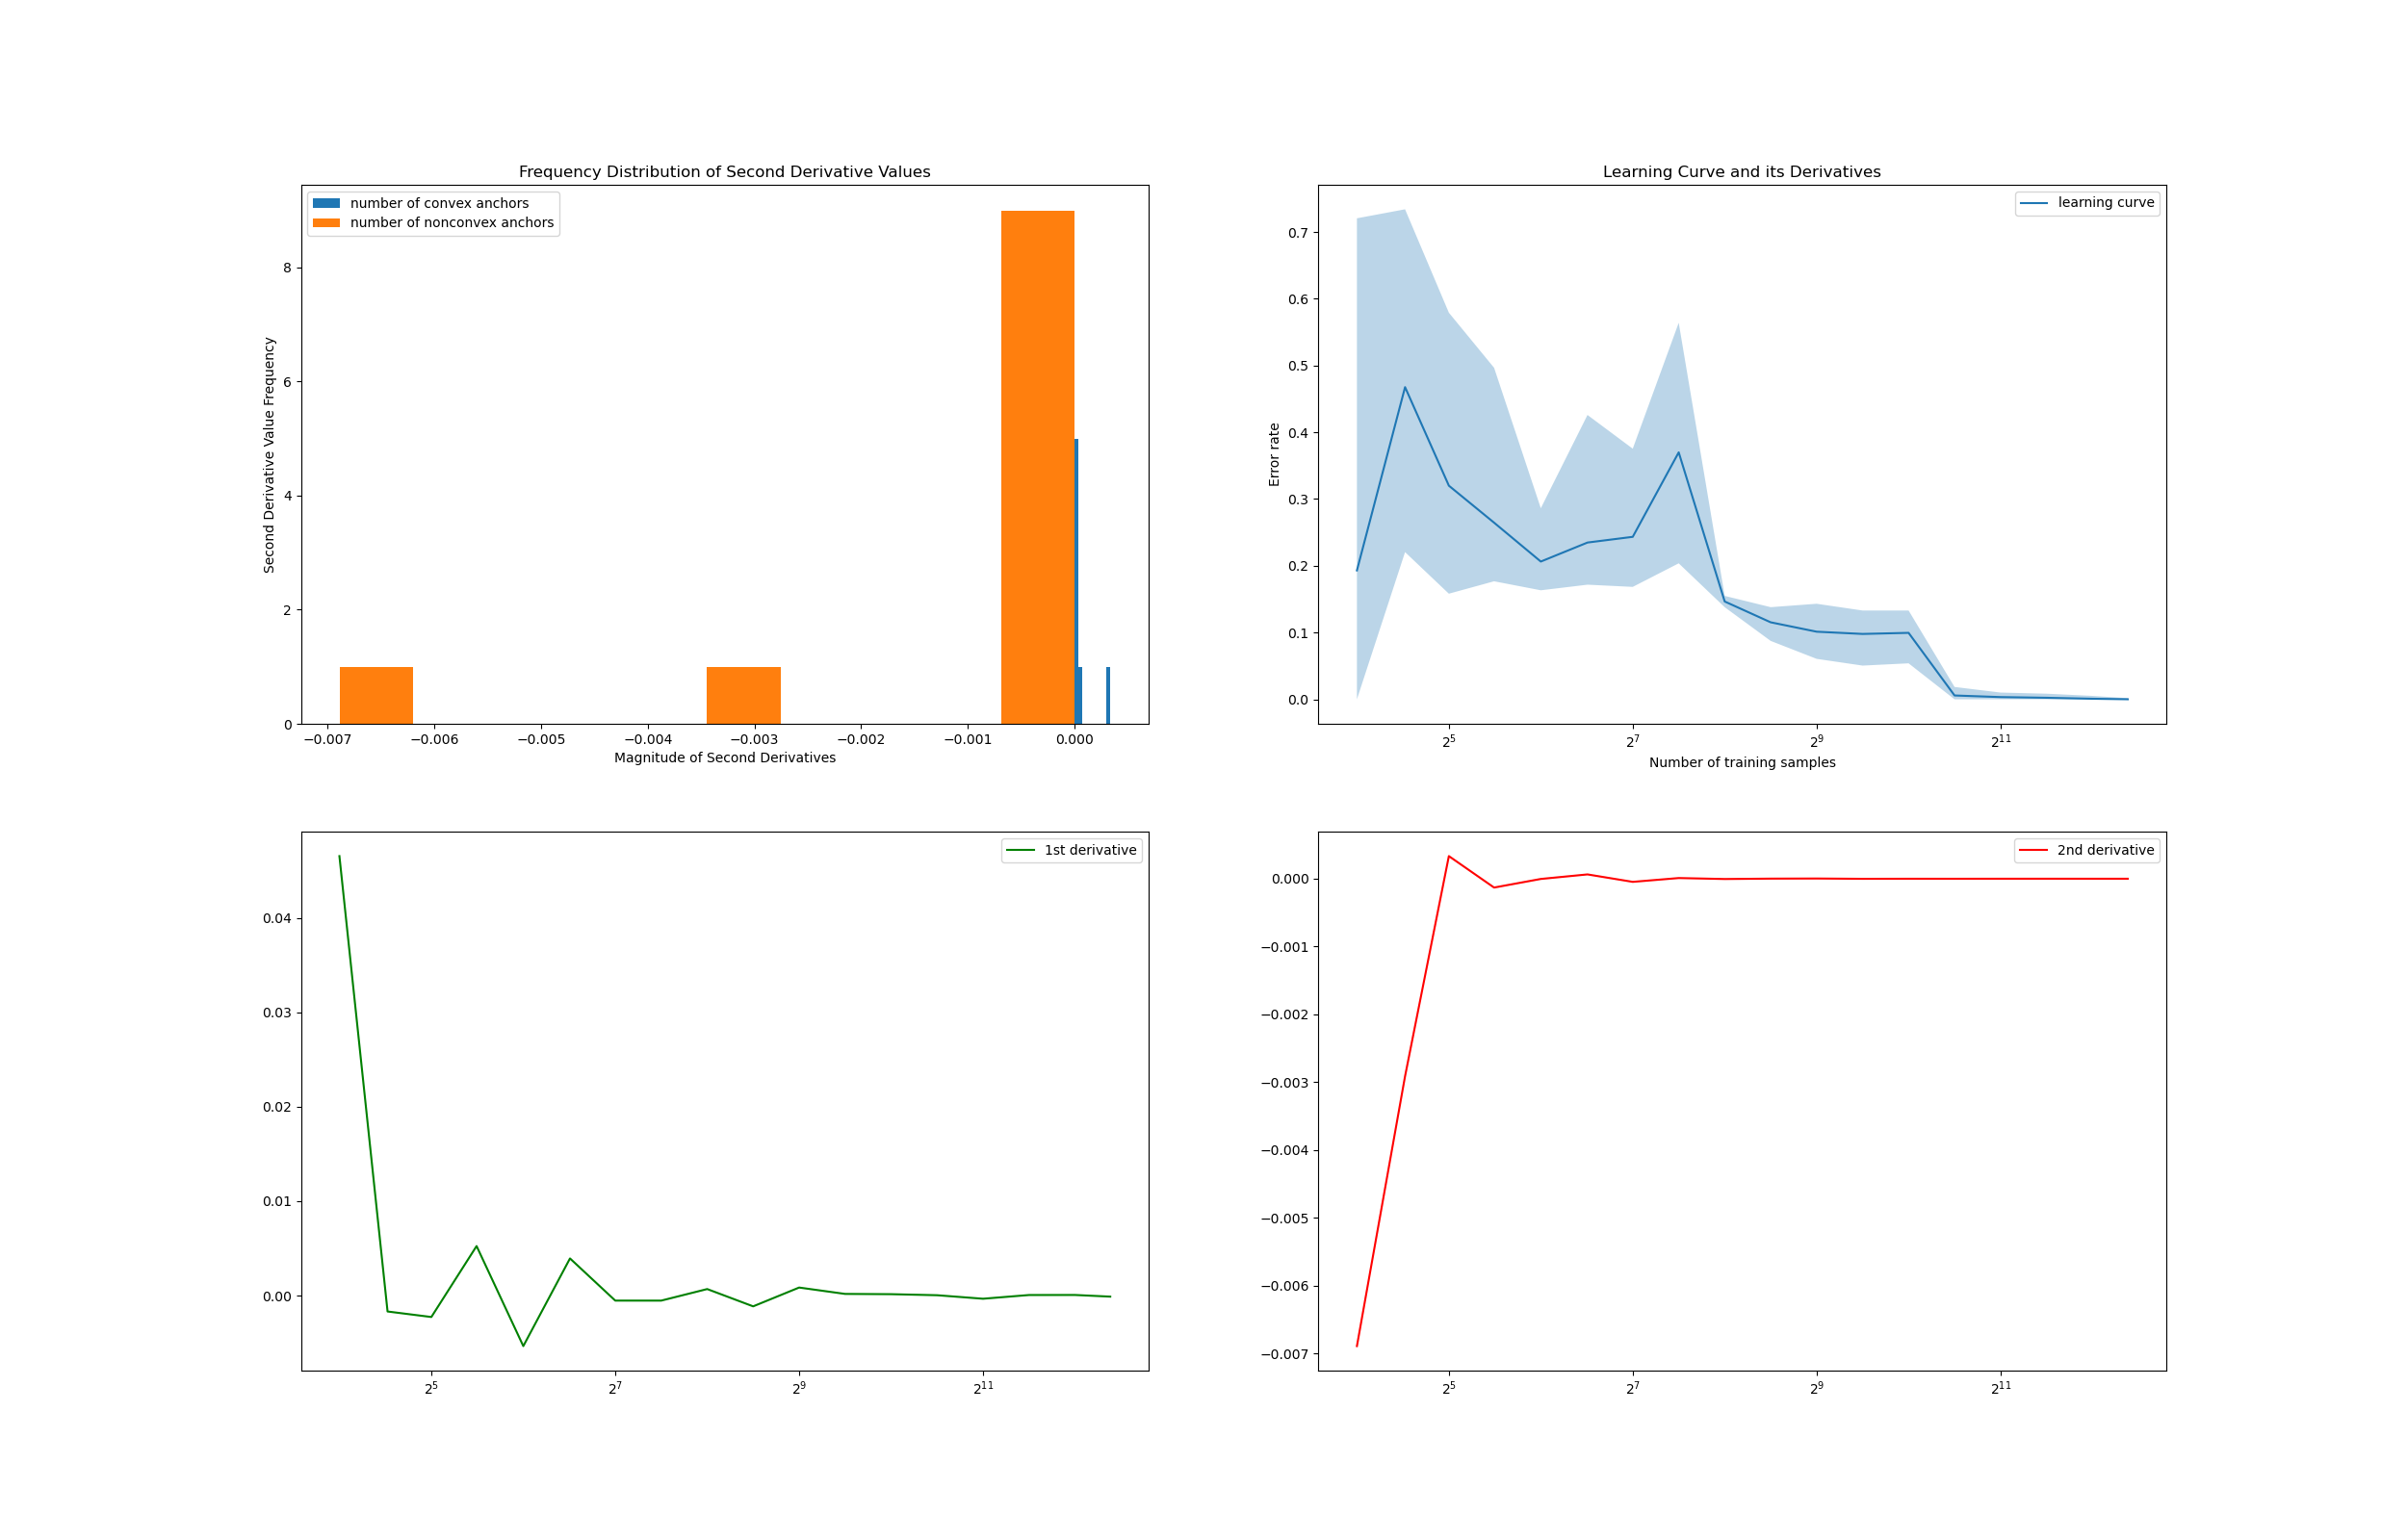 Frequency Distribution of Second Derivative Values
number of convex anchors
number of nonconvex anchors
Second Derivative Value Frequency
8
6
4
2
0
−0.007 −0.006 −0.005 −0.004 −0.003 −0.002 −0.001 0.000
Magnitude of Second Derivatives
Learning Curve and its Derivatives
learning curve
Error rate
0.7
0.6
0.5
0.4
0.3
0.2
0.1
0.0
2^5 2^7 2^9 2^11
Number of training samples
1st derivative
0.04
0.03
0.02
0.01
0.00
2^5 2^7 2^9 2^11
2nd derivative
0.000
−0.001
−0.002
−0.003
−0.004
−0.005
−0.006
−0.007
2^5 2^7 2^9 2^11